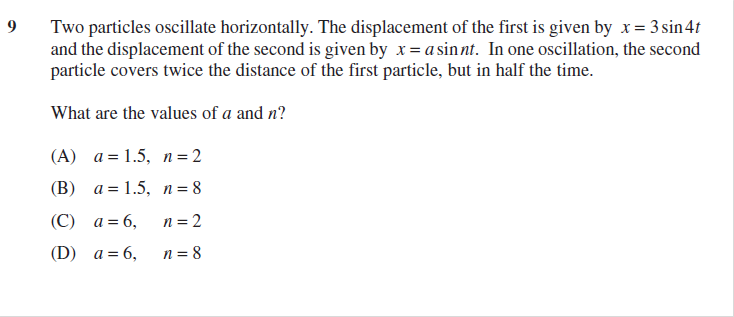 9 Two particles oscillate horizontally. The displacement of the first is given by x = 3 sin 4t
and the displacement of the second is given by x = a sin nt. In one oscillation, the second
particle covers twice the distance of the first particle, but in half the time.
What are the values of a and n?
(A) a = 1.5, n = 2
(B) a = 1.5, n = 8
(C) a = 6, n = 2
(D) a = 6, n = 8